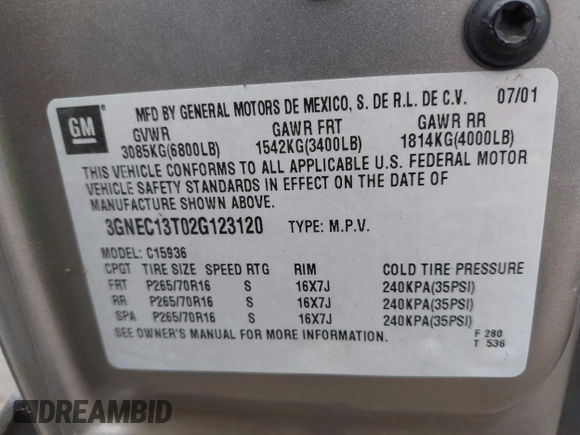 GM
MFD BY GENERAL MOTORS DE MEXICO, S. DE R.L. DE C.V. 07/01
GVWR GAWR FRT GAWR RR
3085KG(6800LB) 1542KG(3400LB) 1814KG(4000LB)
THIS VEHICLE CONFORMS TO ALL APPLICABLE U.S. FEDERAL MOTOR
VEHICLE SAFETY STANDARDS IN EFFECT ON THE DATE OF
MANUFACTURE SHOWN ABOVE.
3GNEC13T02G123120 TYPE: M.P.V.
MODEL: C15936
CPGT TIRE SIZE SPEED RTG RIM COLD TIRE PRESSURE
FRT P265/70R16 S 16X7J 240KPA(35PSI)
RR P265/70R16 S 16X7J 240KPA(35PSI)
SPA P265/70R16 S 16X7J 240KPA(35PSI)
SEE OWNER'S MANUAL FOR MORE INFORMATION. F 280
T 536
DREAMBID